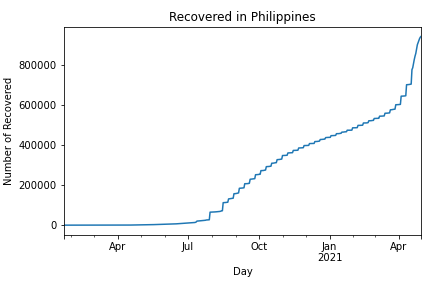 Recovered in Philippines
Number of Recovered
800000
600000
400000
200000
0
Apr
Jul
Oct
Jan
2021
Apr
Day